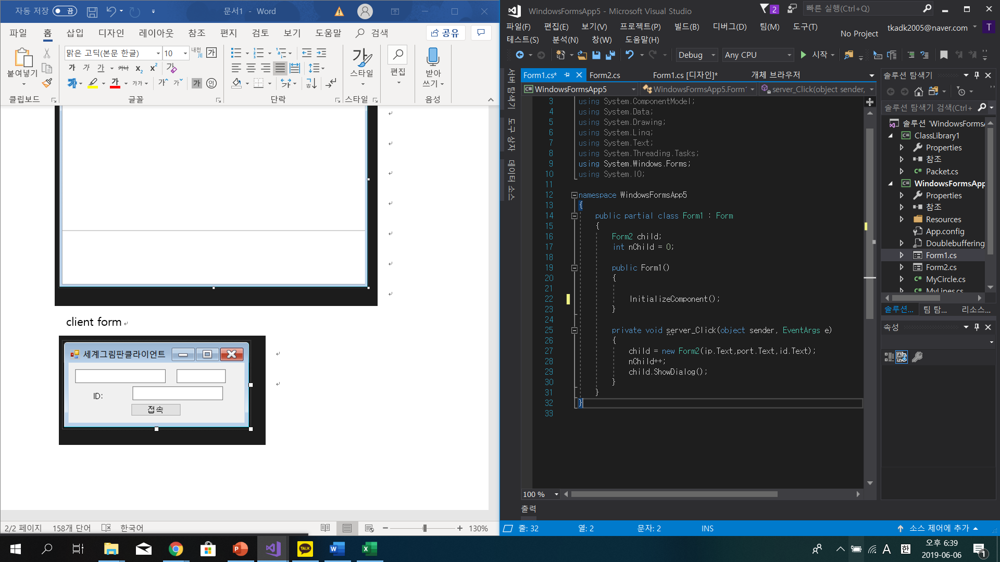 자동 저장 끔 문서1 - Word
파일 홈 삽입 디자인 레이아웃 참조 편지 검토 보기 도움말 검색 공유
붙여넣기
맑은 고딕(본문 한글) 10
스타일
편집
받아
쓰기
클립보드 글꼴 단락 스타일 음성
client form
세계그림판클라이언트
ID:
접속
2/2 페이지 158개 단어 한국어 130%
WindowsFormsApp5 - Microsoft Visual Studio
2
빠른 실행(Ctrl+Q)
파일(F) 편집(E) 보기(V) 프로젝트(P) 빌드(B) 디버그(D) 팀(M) 도구(T)
테스트(S) 분석(N) 창(W) 도움말(H)
No Project
tkadk2005@naver.com
T
Debug Any CPU 시작
서버 탐색기
도구 상자
데이터 소스
Form1.cs* Form2.cs Form1.cs [디자인]* 개체 브라우저
WindowsFormsApp5 WindowsFormsApp5.Form1 server_Click(object sender,
3 using System.ComponentModel;
4 using System.Data;
5 using System.Drawing;
6 using System.Linq;
7 using System.Text;
8 using System.Threading.Tasks;
9 using System.Windows.Forms;
10 using System.IO;
11
12 namespace WindowsFormsApp5
13 {
14 public partial class Form1 : Form
15 {
16 Form2 child;
17 int nChild = 0;
18
19 public Form1()
20 {
21
22 InitializeComponent();
23 }
24
25 private void server_Click(object sender, EventArgs e)
26 {
27 child = new Form2(ip.Text,port.Text,id.Text);
28 nChild++;
29 child.ShowDialog();
30 }
31 }
32 }
33
100 %
출력
줄: 32 열: 2 문자: 2 INS 소스 제어에 추가
솔루션 탐색기
솔루션 탐색기 검색(Ctrl+
솔루션 'WindowsForms
ClassLibrary1
Properties
참조
Packet.cs
WindowsFormsApp
Properties
참조
Resources
App.config
Doublebuffering
Form1.cs
Form2.cs
MyCircle.cs
MyLines.cs
솔루션... 팀 탐... 리소스...
속성
TALK
A 한
오후 6:39
2019-06-06
1